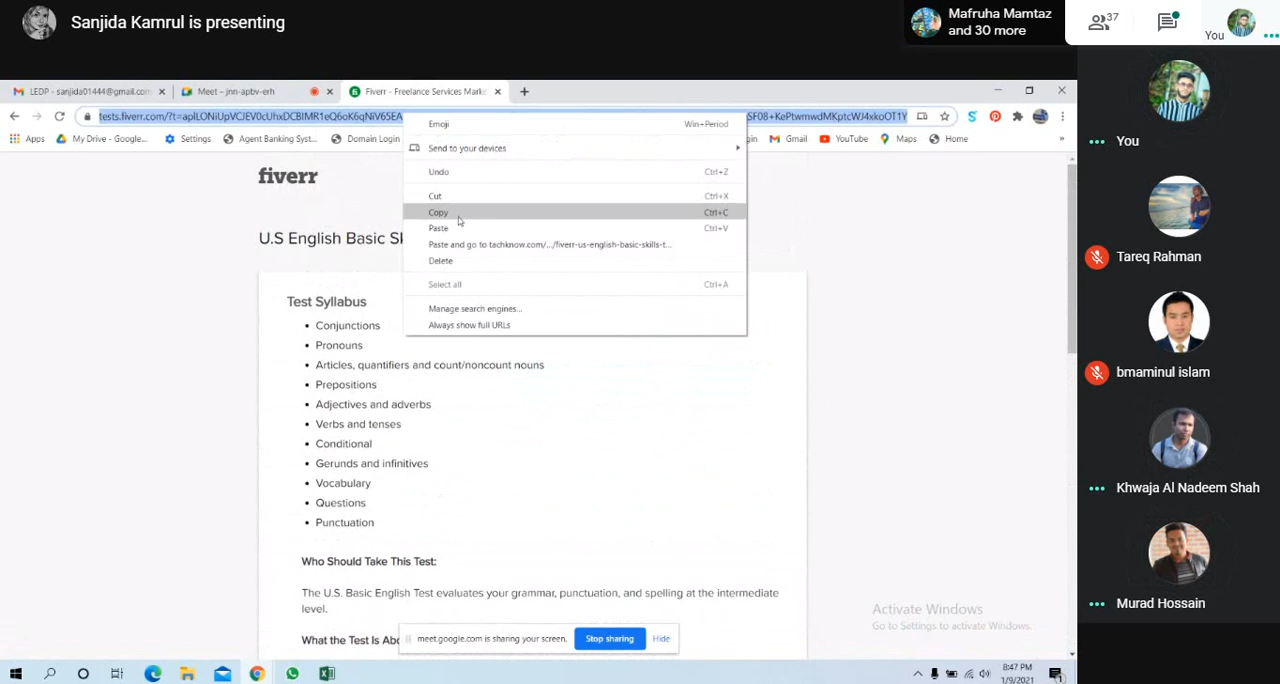 Sanjida Kamrul is presenting
Mafruha Mamtaz
and 30 more
37
You
LEDP - sanjida01444@gmail.com
Meet – jnn-apbv-erh
Fiverr - Freelance Services Mark
Apps
My Drive - Google...
Settings
Agent Banking Syst...
Domain Login
Gmail
YouTube
Maps
Home
»
Emoji Win+Period
Send to your devices
Undo Ctrl+Z
Cut Ctrl+X
Copy Ctrl+C
Paste Ctrl+V
Paste and go to tachknow.com/.../fiverr-us-english-basic-skills-t...
Delete
Select all Ctrl+A
Manage search engines...
Always show full URLs
fiverr
U.S English Basic Sk
Test Syllabus
• Conjunctions
• Pronouns
• Articles, quantifiers and count/noncount nouns
• Prepositions
• Adjectives and adverbs
• Verbs and tenses
• Conditional
• Gerunds and infinitives
• Vocabulary
• Questions
• Punctuation
Who Should Take This Test:
The U.S. Basic English Test evaluates your grammar, punctuation, and spelling at the intermediate
level.
What the Test Is Abo
meet.google.com is sharing your screen.
Stop sharing
Hide
Activate Windows
Go to Settings to activate Windows.
8:47 PM
1/9/2021
You
Tareq Rahman
bmaminul islam
Khwaja Al Nadeem Shah
Murad Hossain